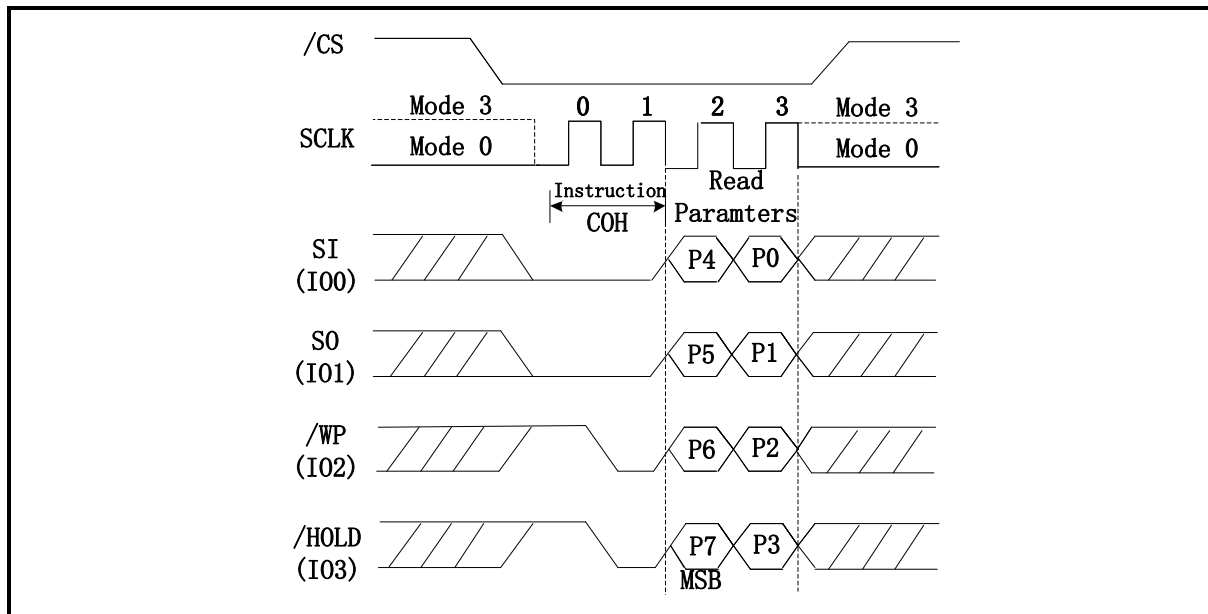 /CS
Mode 3 0 1 2 3 Mode 3
SCLK
Mode 0 Mode 0
Instruction Read
COH Paramters
SI
(IO0)
P4 P0
SO
(IO1)
P5 P1
/WP
(IO2)
P6 P2
/HOLD
(IO3)
P7 P3
MSB